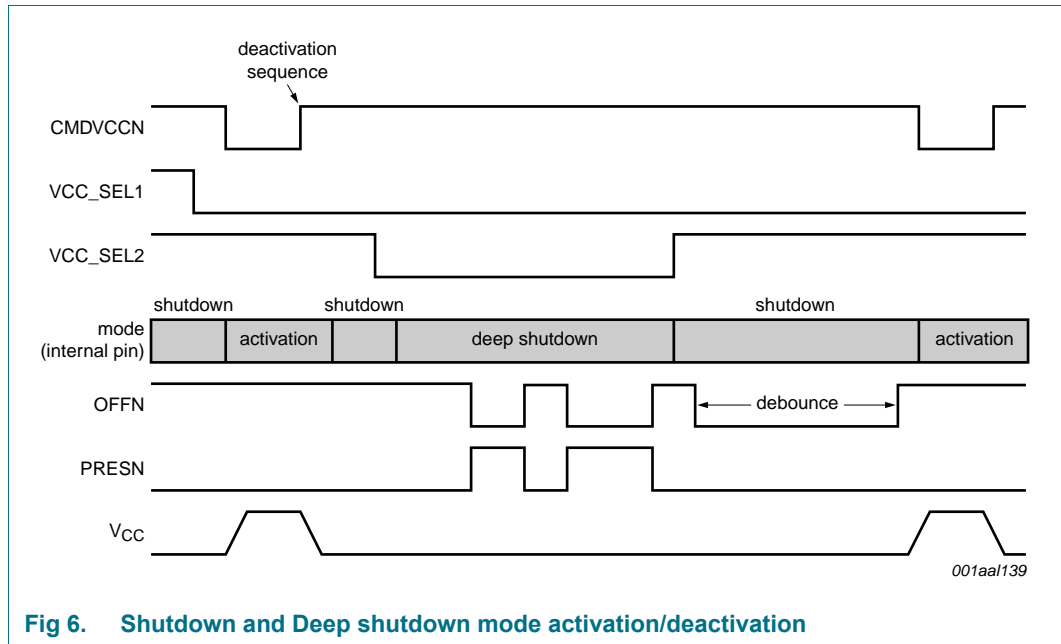 deactivation
sequence
CMDVCCN
VCC_SEL1
VCC_SEL2
shutdown
shutdown
shutdown
mode
(internal pin)
activation
deep shutdown
activation
OFFN
debounce
PRESN
VCC
001aal139
Fig 6. Shutdown and Deep shutdown mode activation/deactivation